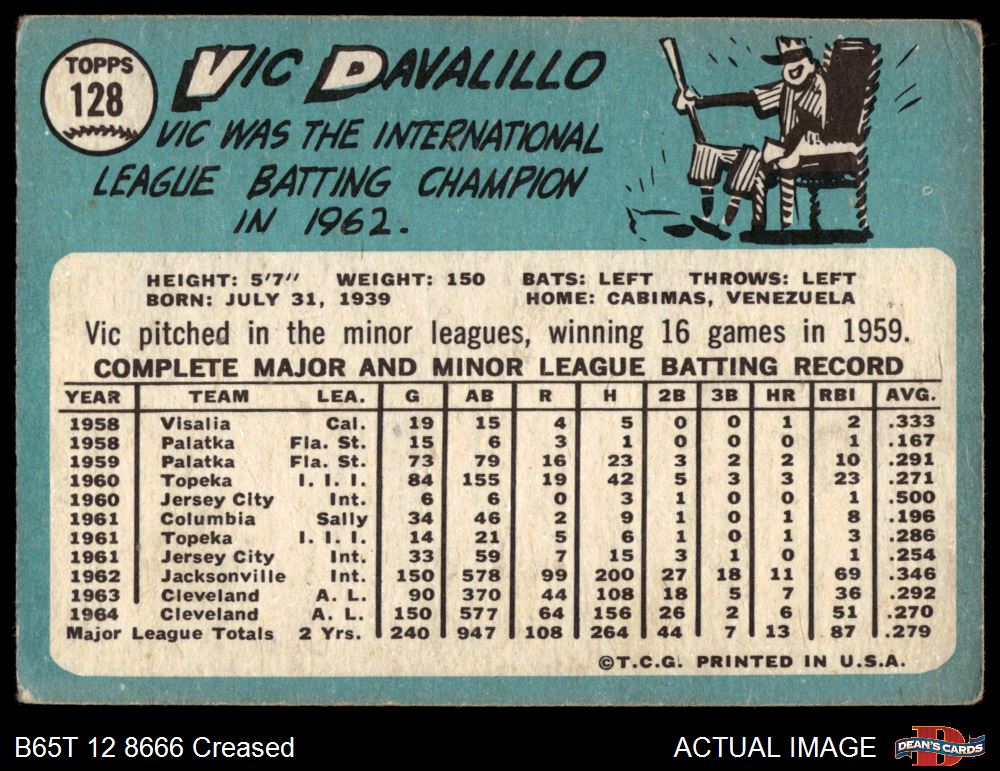 TOPPS
128
VIC DAVALILLO
VIC WAS THE INTERNATIONAL
LEAGUE BATTING CHAMPION
IN 1962.
HEIGHT: 5'7" WEIGHT: 150 BATS: LEFT THROWS: LEFT
BORN: JULY 31, 1939 HOME: CABIMAS, VENEZUELA
Vic pitched in the minor leagues, winning 16 games in 1959.
COMPLETE MAJOR AND MINOR LEAGUE BATTING RECORD
YEAR TEAM LEA. G AB R H 2B 3B HR RBI AVG.
1958 Visalia Cal. 19 15 4 5 0 0 1 2 .333
1958 Palatka Fla. St. 15 6 3 1 0 0 0 1 .167
1959 Palatka Fla. St. 73 79 16 23 3 2 2 10 .291
1960 Topeka I. I. I. 84 155 19 42 5 3 3 23 .271
1960 Jersey City Int. 6 6 0 3 1 0 0 1 .500
1961 Columbia Sally 34 46 2 9 1 0 1 8 .196
1961 Topeka I. I. I. 14 21 5 6 1 0 1 3 .286
1961 Jersey City Int. 33 59 7 15 3 1 0 1 .254
1962 Jacksonville Int. 150 578 99 200 27 18 11 69 .346
1963 Cleveland A. L. 90 370 44 108 18 5 7 36 .292
1964 Cleveland A. L. 150 577 64 156 26 2 6 51 .270
Major League Totals 2 Yrs. 240 947 108 264 44 7 13 87 .279
©T.C.G. PRINTED IN U.S.A.
B65T 12 8666 Creased ACTUAL IMAGE D DEAN'S CARDS